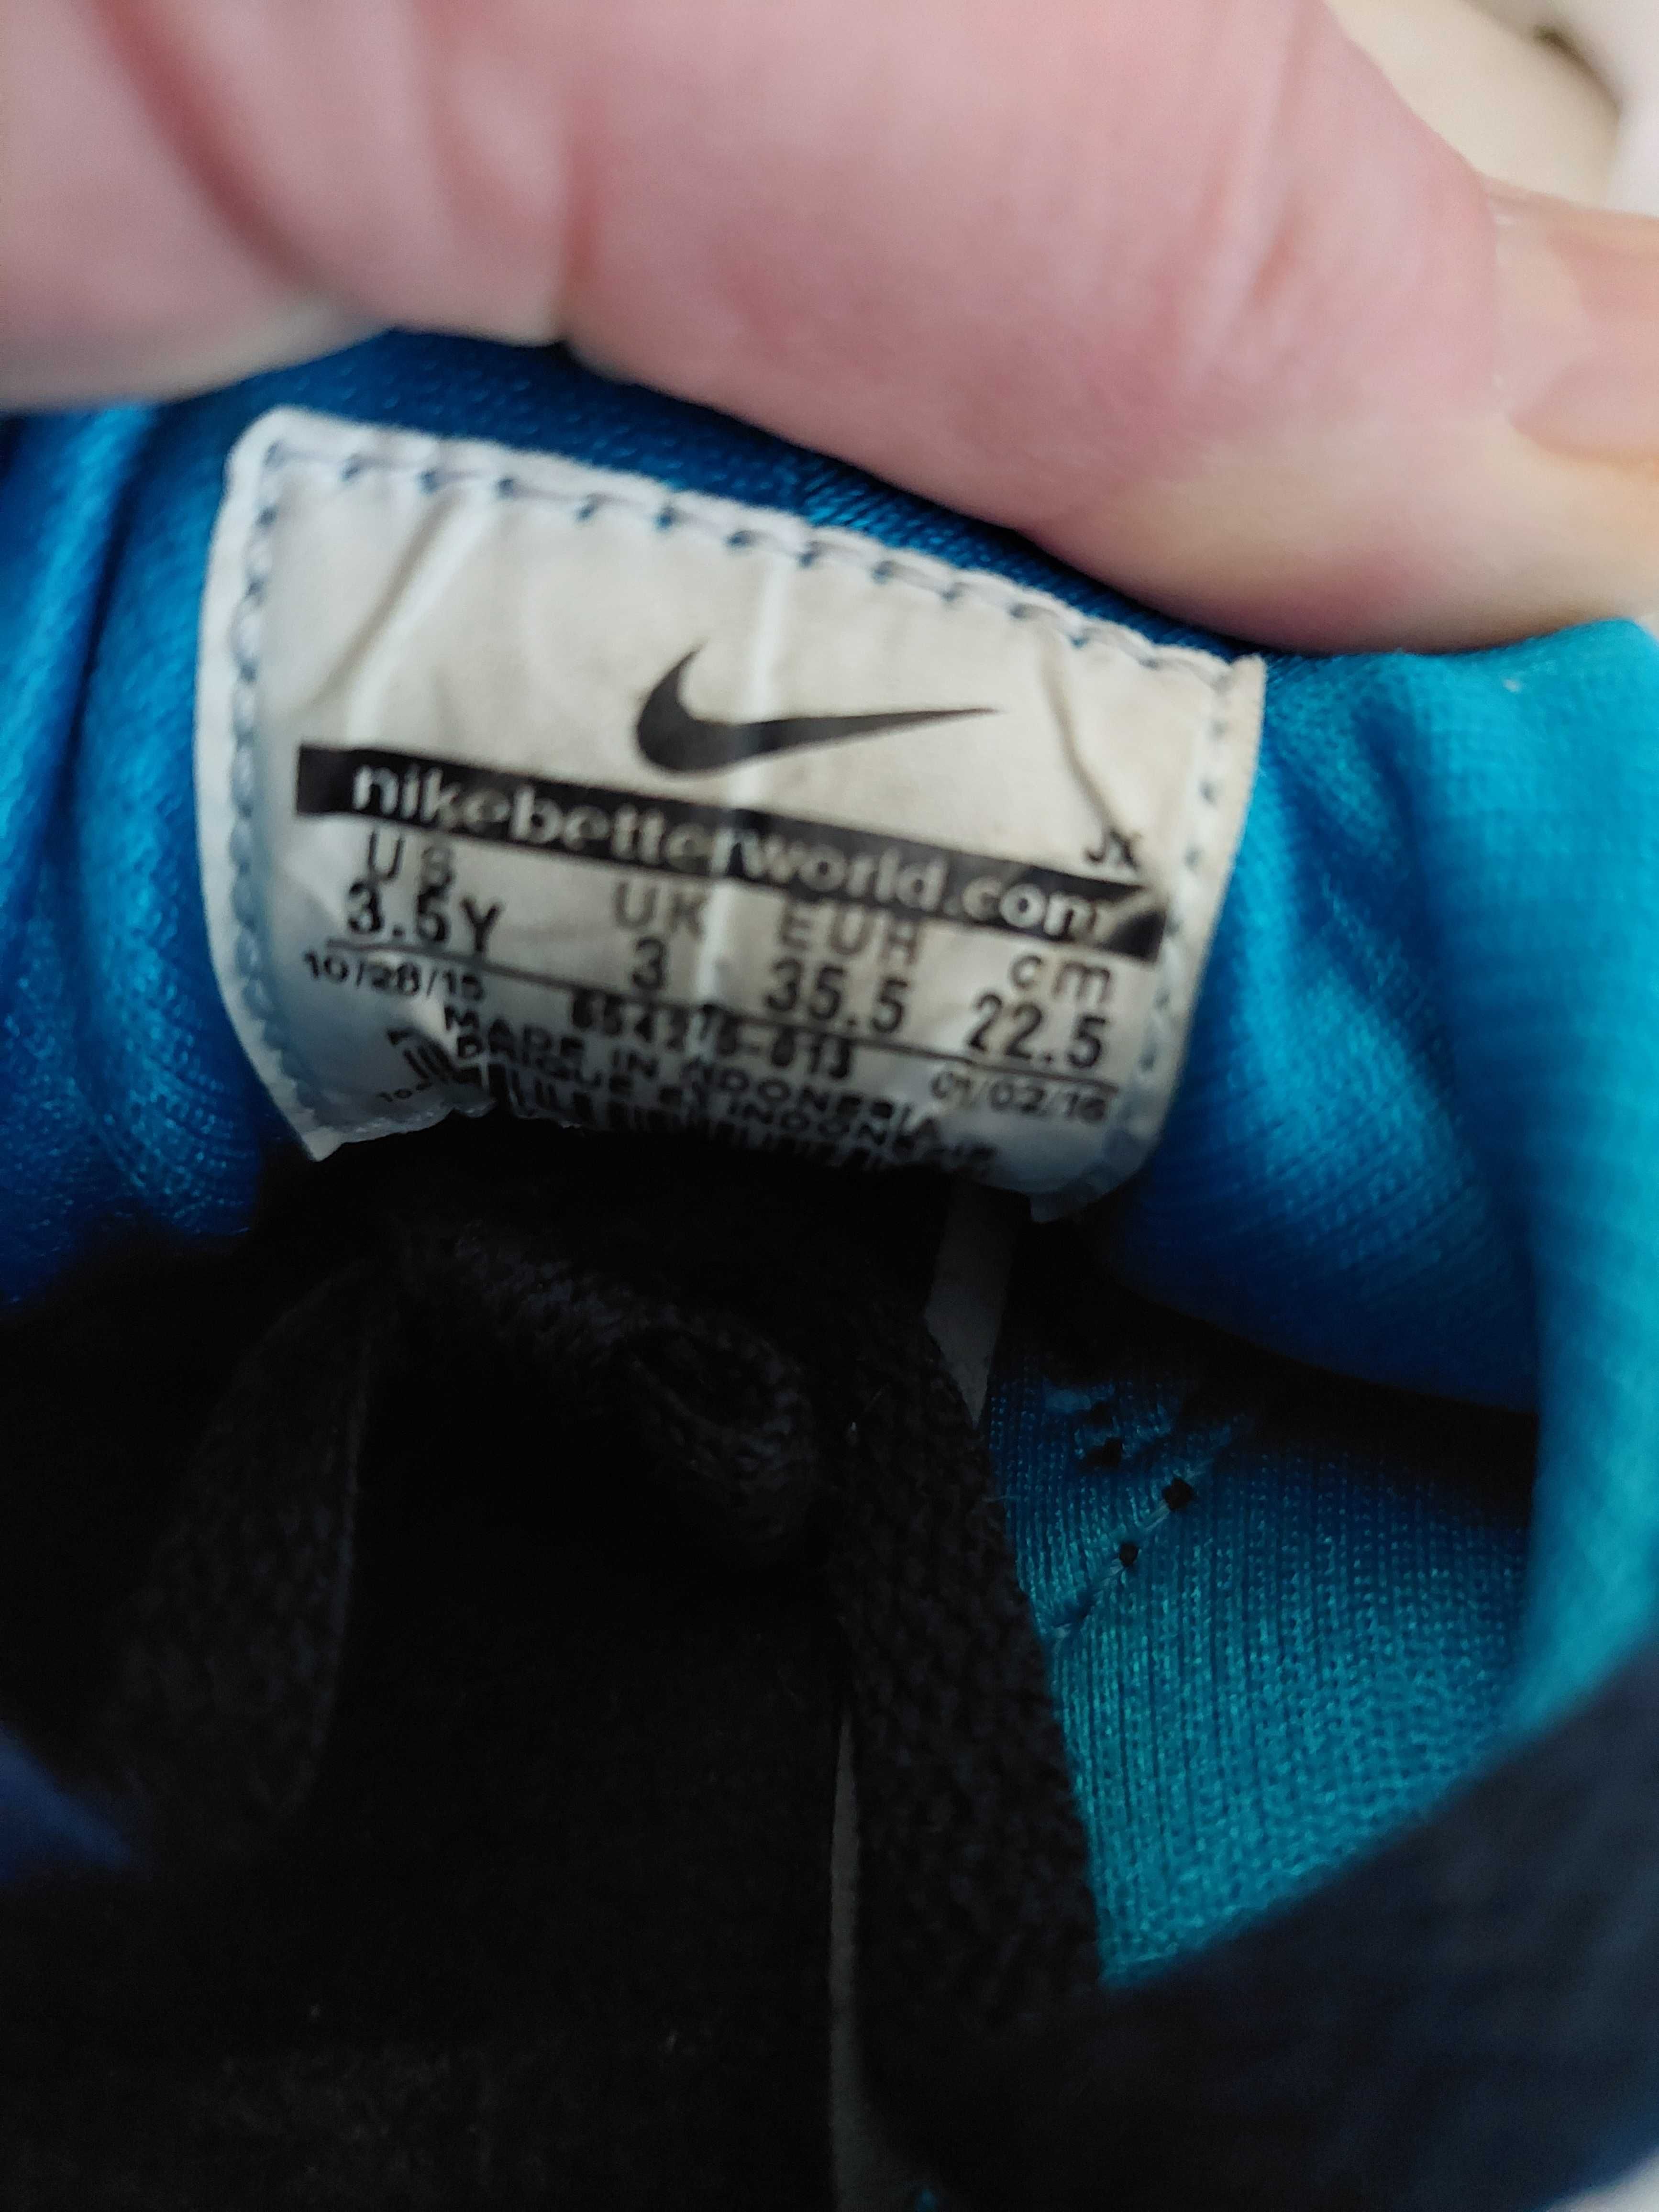 JX
nikebetterworld.com
US UK EUR cm
3.5Y 3 35.5 22.5
10/28/15 01/02/16
MADE IN INDONESIA